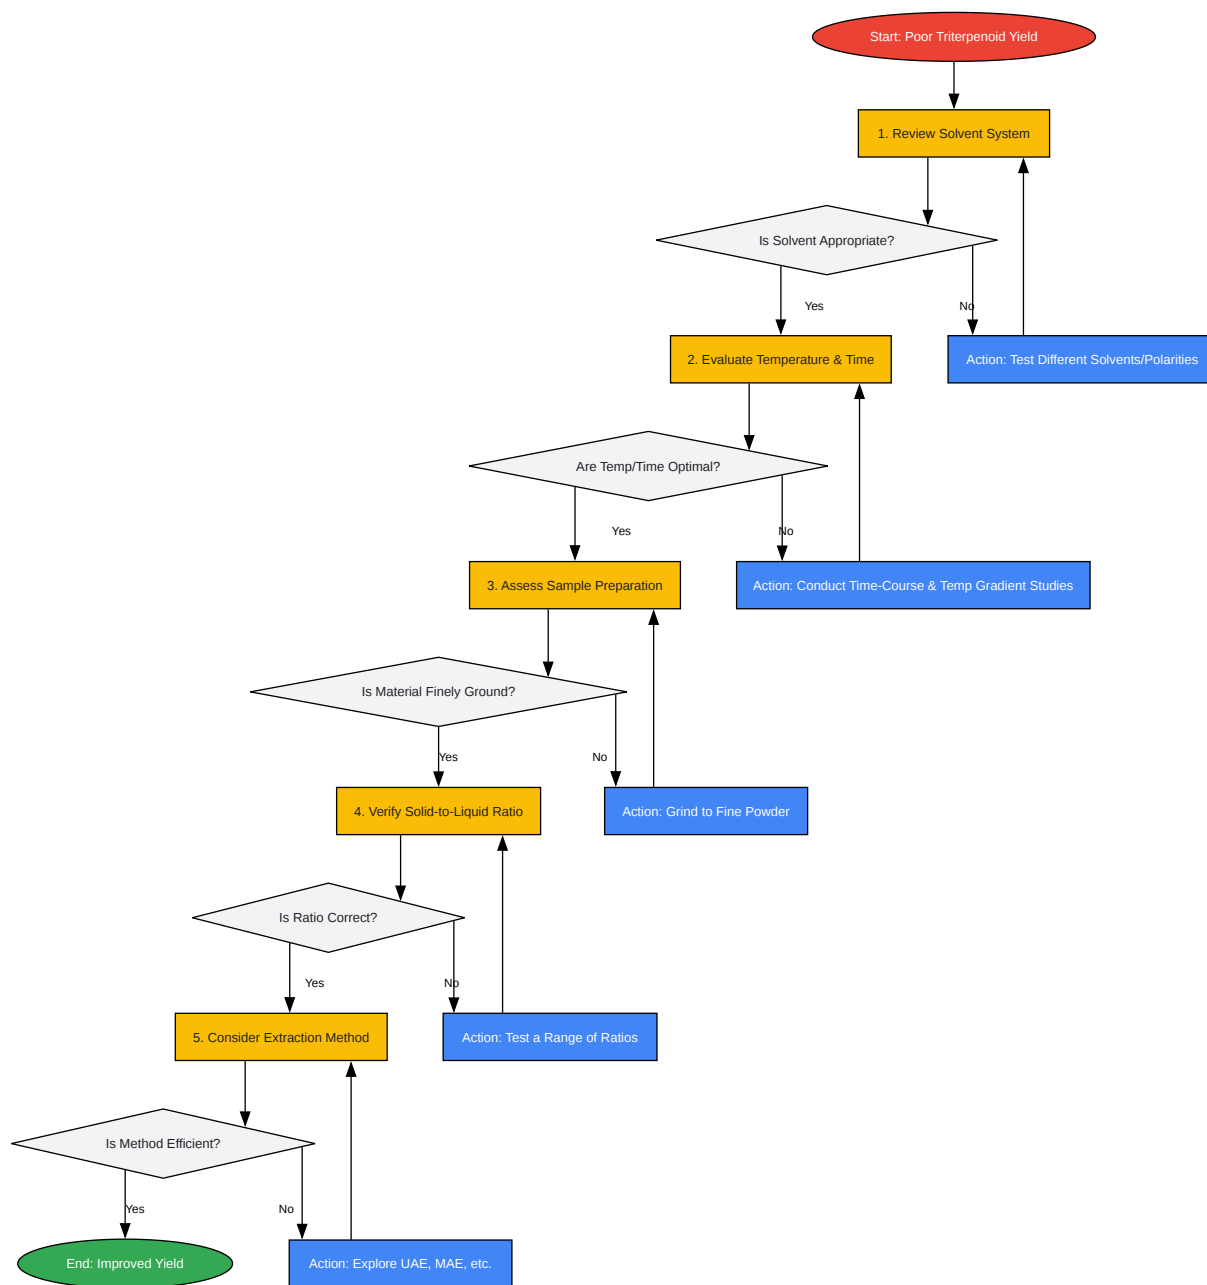 Start: Poor Triterpenoid Yield
1. Review Solvent System
Is Solvent Appropriate?
Yes
No
2. Evaluate Temperature & Time
Action: Test Different Solvents/Polarities
Are Temp/Time Optimal?
Yes
No
3. Assess Sample Preparation
Action: Conduct Time-Course & Temp Gradient Studies
Is Material Finely Ground?
Yes
No
4. Verify Solid-to-Liquid Ratio
Action: Grind to Fine Powder
Is Ratio Correct?
Yes
No
5. Consider Extraction Method
Action: Test a Range of Ratios
Is Method Efficient?
Yes
No
End: Improved Yield
Action: Explore UAE, MAE, etc.